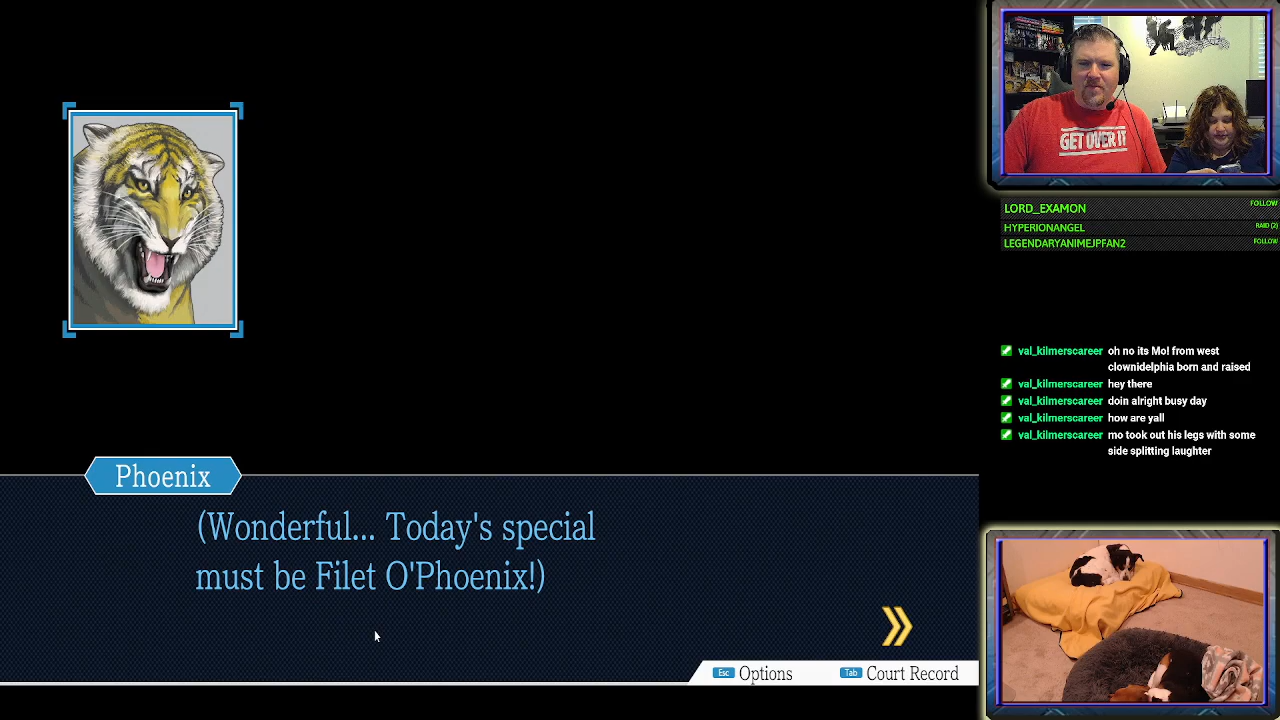 GET OVER IT
LORD_EXAMON FOLLOW
HYPERIONANGEL RAID (2)
LEGENDARYANIMEJPFAN2 FOLLOW
val_kilmerscareer oh no its Mo! from west
clownidelphia born and raised
val_kilmerscareer hey there
val_kilmerscareer doin alright busy day
val_kilmerscareer how are yall
val_kilmerscareer mo took out his legs with some
side splitting laughter
Phoenix
(Wonderful... Today's special
must be Filet O'Phoenix!)
Esc Options Tab Court Record